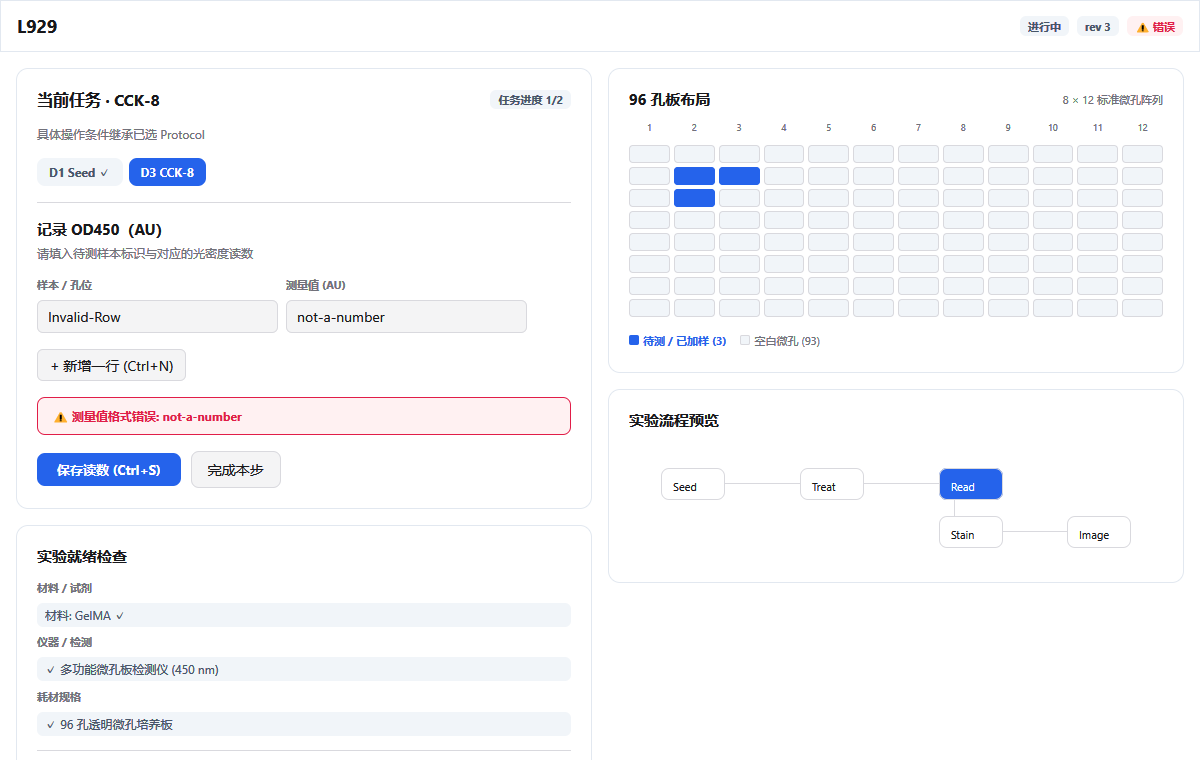 L929
进行中
rev 3
⚠ 错误
当前任务 · CCK-8
任务进度 1/2
具体操作条件继承已选 Protocol
D1 Seed ✓
D3 CCK-8
记录 OD450（AU）
请填入待测样本标识与对应的光密度读数
样本 / 孔位
测量值 (AU)
Invalid-Row
not-a-number
+ 新增一行 (Ctrl+N)
⚠ 测量值格式错误: not-a-number
保存读数 (Ctrl+S)
完成本步
实验就绪检查
材料 / 试剂
材料: GelMA ✓
仪器 / 检测
✓ 多功能微孔板检测仪 (450 nm)
耗材规格
✓ 96 孔透明微孔培养板
96 孔板布局
8 × 12 标准微孔阵列
1 2 3 4 5 6 7 8 9 10 11 12
待测 / 已加样 (3)
空白微孔 (93)
实验流程预览
Seed
Treat
Read
Stain
Image